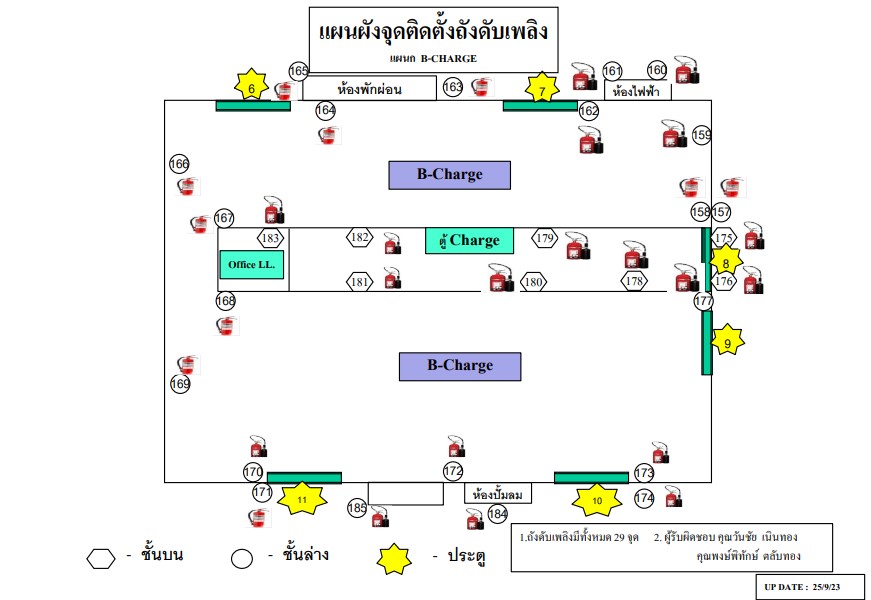 แผนผังจุดติดตั้งถังดับเพลิง
แผนก B-CHARGE
165
6
ห้องพักผ่อน
163
7
161
160
ห้องไฟฟ้า
164
162
159
166
B-Charge
167
158
157
183
182
ตู้ Charge
179
175
Office LL.
8
181
180
178
176
168
177
9
B-Charge
169
170
172
173
171
11
185
ห้องปั๊มลม
184
10
174
- ชั้นบน
- ชั้นล่าง
- ประตู
1.ถังดับเพลิงมีทั้งหมด 29 จุด
2. ผู้รับผิดชอบ คุณวันชัย เนินทอง
คุณพงษ์พิทักษ์ ตลับทอง
UP DATE : 25/9/23